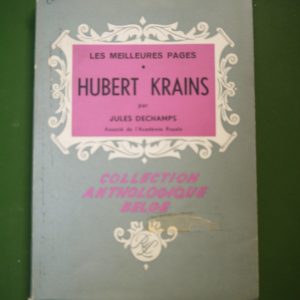 LES MEILLEURES PAGES
HUBERT KRAINS
par
JULES DECHAMPS
Associé de l'Académie Royale
COLLECTION
ANTHOLOGIQUE
BELGE